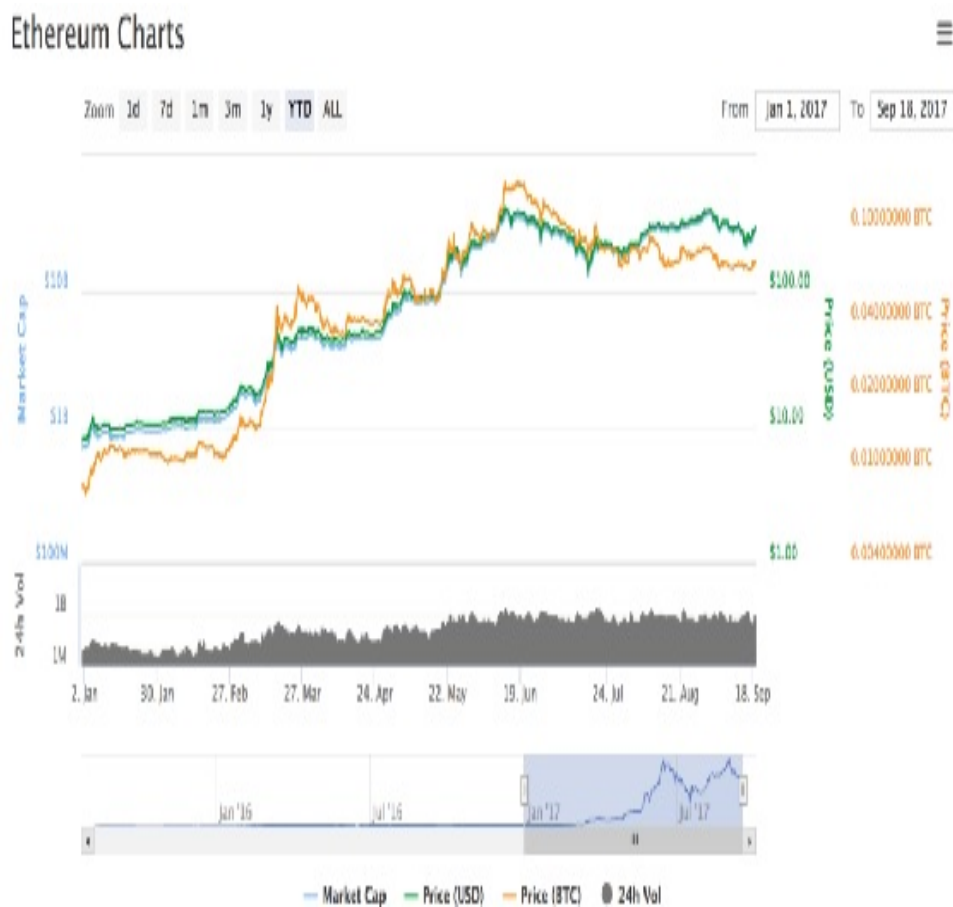 Ethereum Charts
Zoom 1d 7d 1m 3m 1y YTD ALL
From Jan 1, 2017 To Sep 18, 2017
0.10000000 BTC
$10B
$100.00
0.04000000 BTC
Market Cap
Price (USD)
Price (BTC)
0.02000000 BTC
$1B
$10.00
0.01000000 BTC
$100M
$1.00
0.00400000 BTC
24h Vol
1B
1M
2. Jan 30. Jan 27. Feb 27. Mar 24. Apr 22. May 19. Jun 24. Jul 21. Aug 18. Sep
Jan '16 Jul '16 Jan '17 Jul '17
Market Cap Price (USD) Price (BTC) 24h Vol